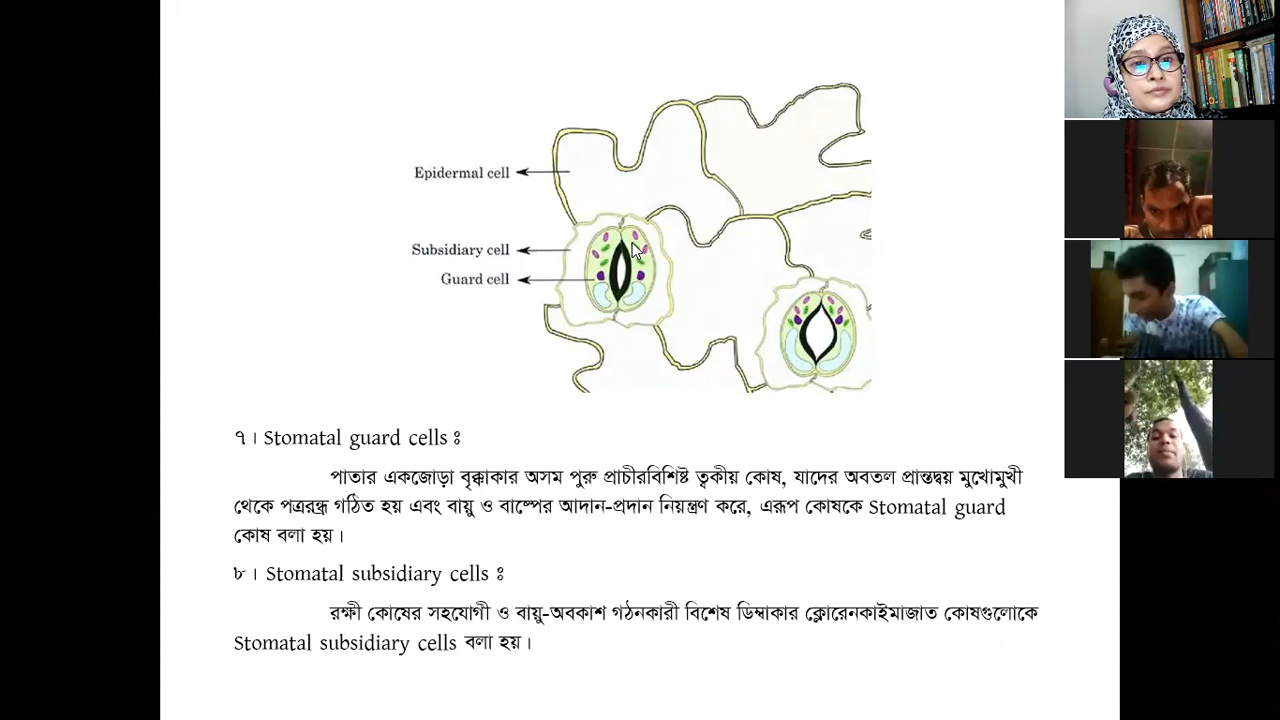 Epidermal cell
Subsidiary cell
Guard cell
৭। Stomatal guard cells ঃ
পাতার একজোড়া বৃক্কাকার অসম পুরু প্রাচীরবিশিষ্ট ত্বকীয় কোষ, যাদের অবতল প্রান্তদ্বয় মুখোমুখী
থেকে পত্ররন্ধ্র গঠিত হয় এবং বায়ু ও বাষ্পের আদান-প্রদান নিয়ন্ত্রণ করে, এরূপ কোষকে Stomatal guard
কোষ বলা হয়।
৮। Stomatal subsidiary cells ঃ
রক্ষী কোষের সহযোগী ও বায়ু-অবকাশ গঠনকারী বিশেষ ডিম্বাকার ক্লোরেনকাইমাজাত কোষগুলোকে
Stomatal subsidiary cells বলা হয়।